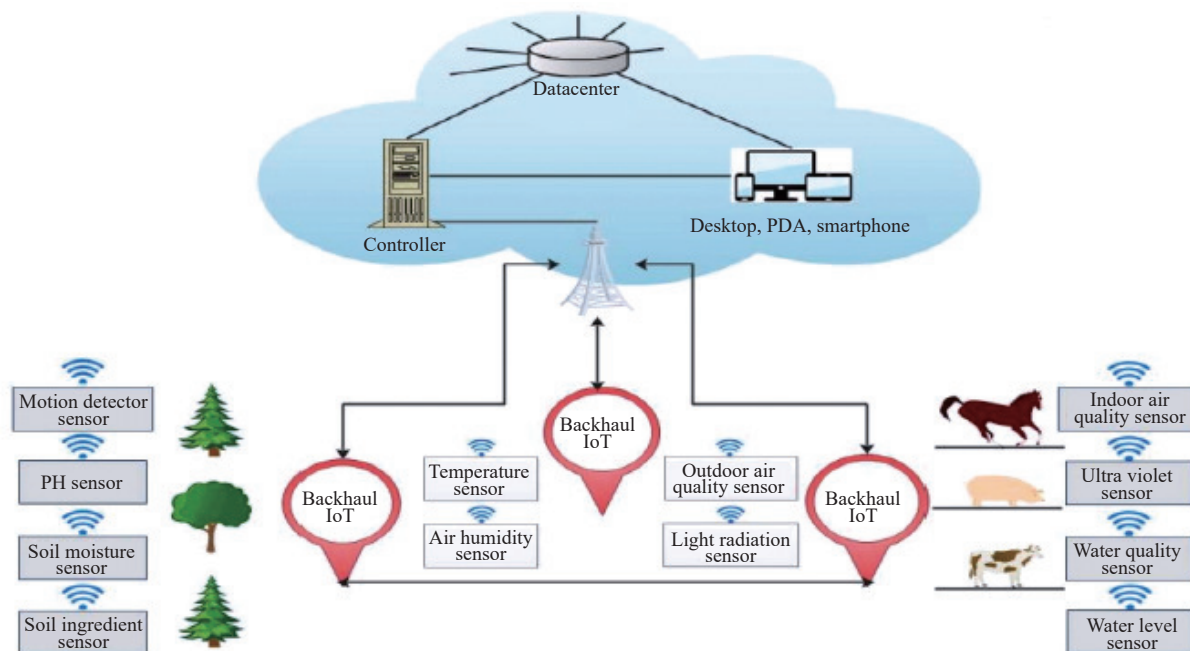 Datacenter
Controller
Desktop, PDA, smartphone
Motion detector
sensor
PH sensor
Soil moisture
sensor
Soil ingredient
sensor
Backhaul
IoT
Temperature
sensor
Air humidity
sensor
Backhaul
IoT
Outdoor air
quality sensor
Light radiation
sensor
Backhaul
IoT
Indoor air
quality sensor
Ultra violet
sensor
Water quality
sensor
Water level
sensor